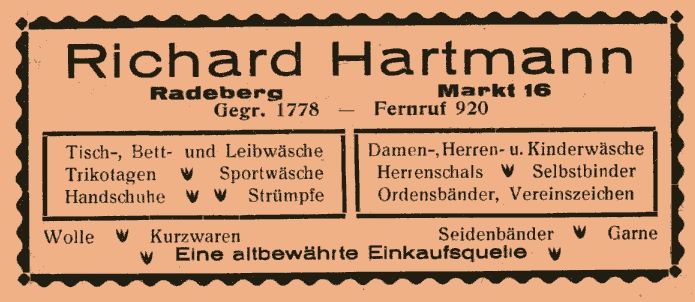 Richard Hartmann
Radeberg Markt 16
Gegr. 1778 — Fernruf 920
Tisch-, Bett- und Leibwäsche
Trikotagen Sportwäsche
Handschuhe Strümpfe
Damen-, Herren- u. Kinderwäsche
Herrenschals Selbstbinder
Ordensbänder, Vereinszeichen
Wolle Kurzwaren Seidenbänder Garne
Eine altbewährte Einkaufsquelle